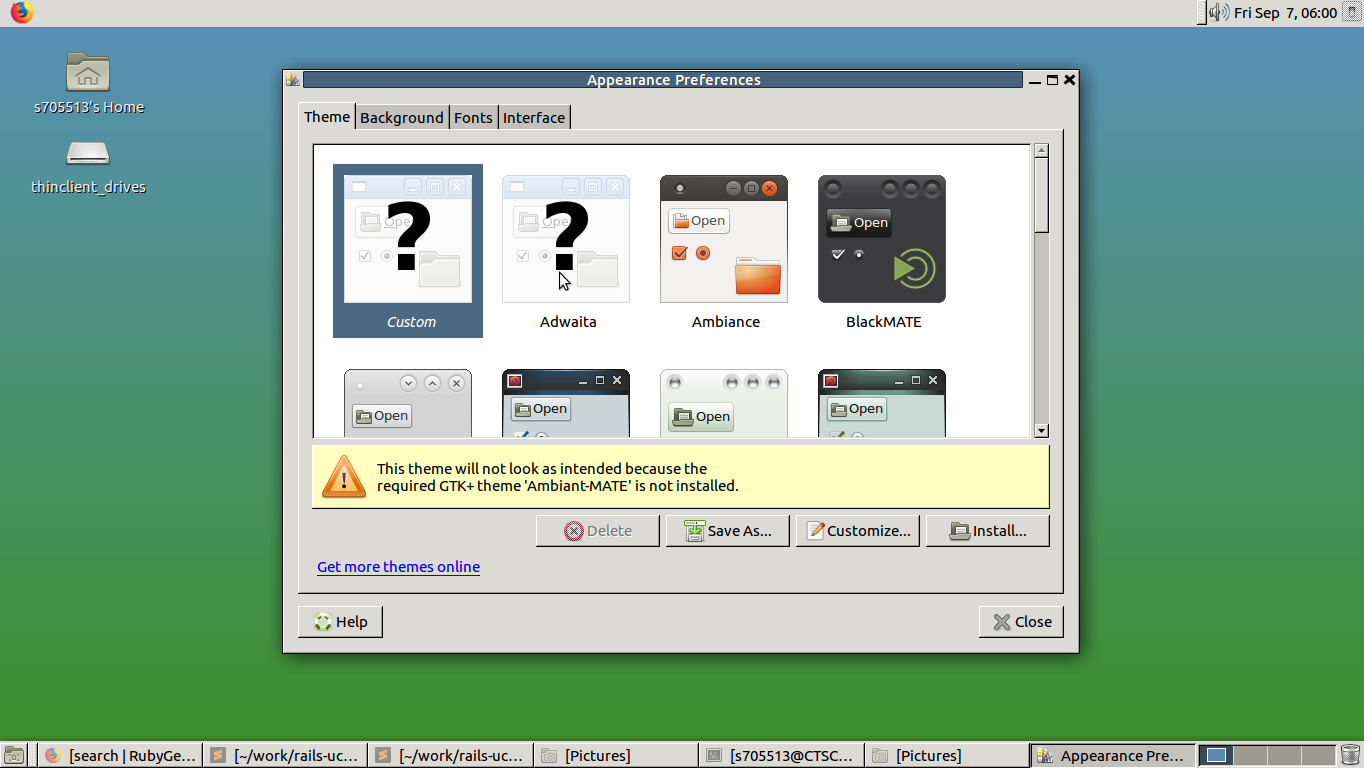 Fri Sep  7, 06:00
s705513's Home
thinclient_drives
Appearance Preferences
Theme
Background
Fonts
Interface
Open
Open
Open
Open
Custom
Adwaita
Ambiance
BlackMATE
Open
Open
Open
Open
This theme will not look as intended because the
required GTK+ theme 'Ambiant-MATE' is not installed.
Delete
Save As...
Customize...
Install...
Get more themes online
Help
Close
[search | RubyGe...
[~/work/rails-uc...
[~/work/rails-uc...
[Pictures]
[s705513@CTSC...
[Pictures]
Appearance Pre...